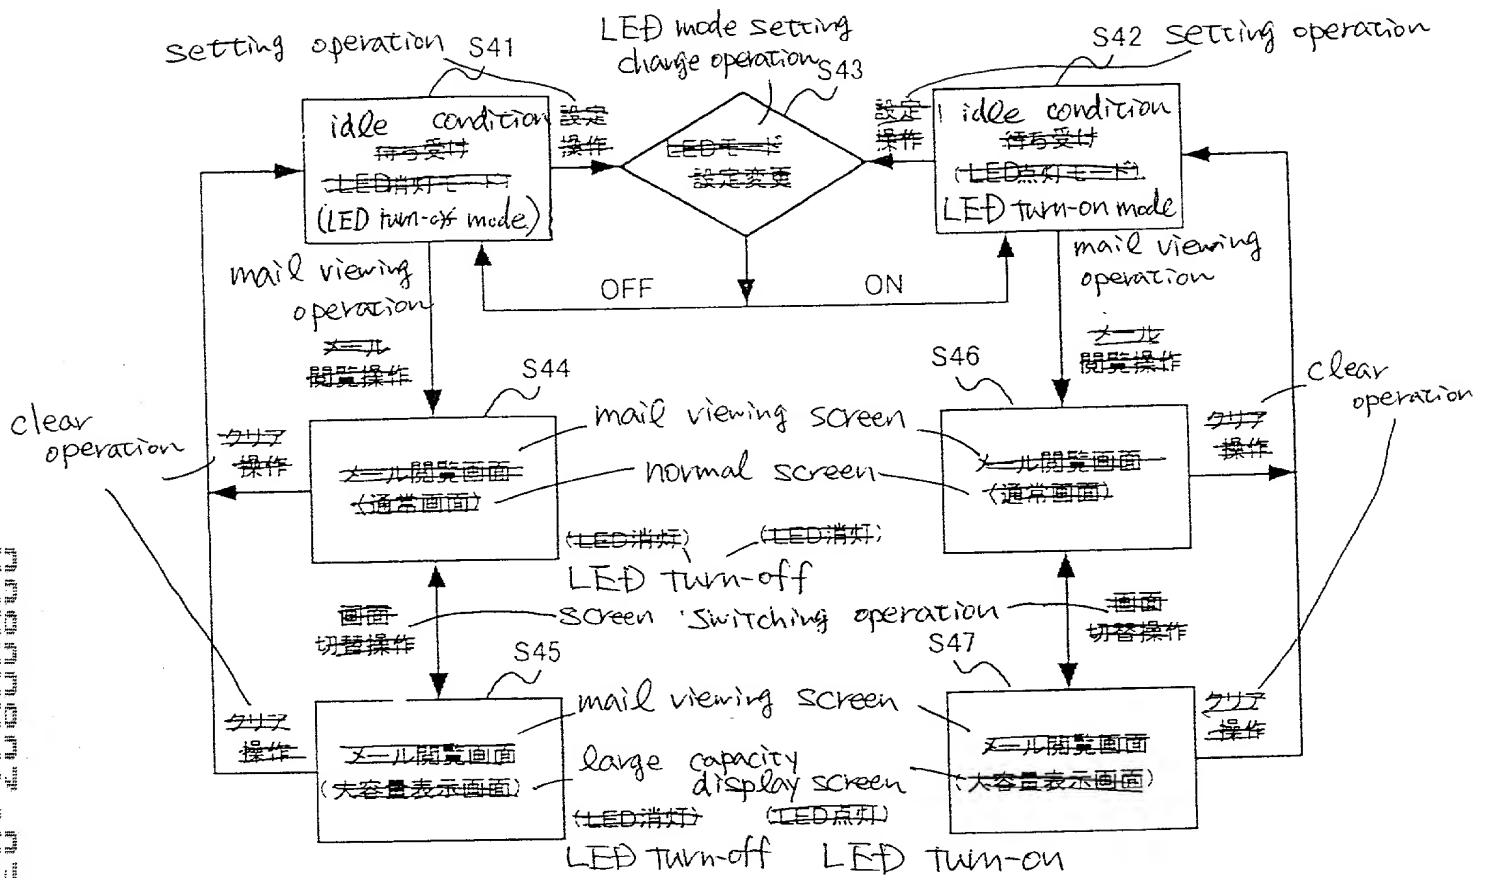 setting operation
S41
LED mode setting
change operation
S43
S42
setting operation
idle condition
待ち受け
(LED消灯モード)
(LED turn-off mode)
設定
操作
LEDモード
設定変更
設定
操作
idle condition
待ち受け
(LED点灯モード)
LED turn-on mode
mail viewing
operation
メール
閲覧操作
OFF
ON
mail viewing
operation
メール
閲覧操作
S44
S46
clear
operation
クリア
操作
mail viewing screen
メール閲覧画面
(通常画面)
normal screen
メール閲覧画面
(通常画面)
クリア
操作
clear
operation
(LED消灯)
(LED消灯)
LED turn-off
画面
切替操作
screen switching operation
画面
切替操作
S45
S47
クリア
操作
mail viewing screen
メール閲覧画面
(大容量表示画面)
large capacity
display screen
メール閲覧画面
(大容量表示画面)
クリア
操作
(LED消灯)
(LED点灯)
LED turn-off
LED turn-on